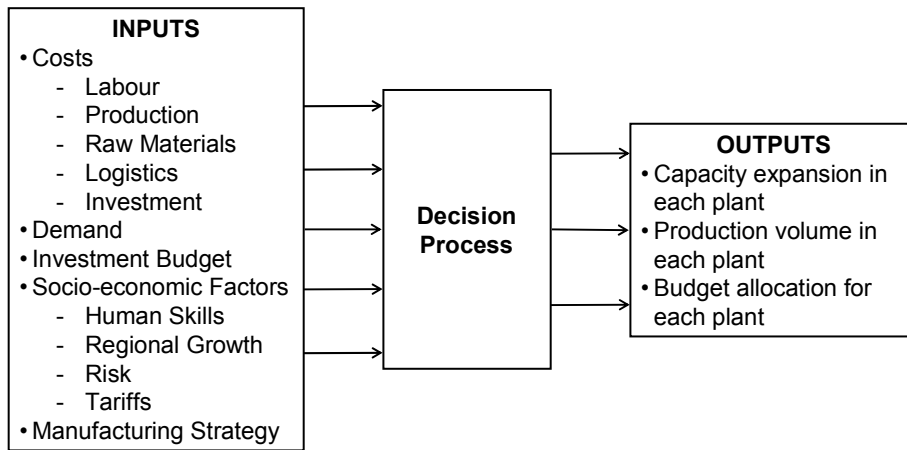 INPUTS
• Costs
- Labour
- Production
- Raw Materials
- Logistics
- Investment
• Demand
• Investment Budget
• Socio-economic Factors
- Human Skills
- Regional Growth
- Risk
- Tariffs
• Manufacturing Strategy
Decision
Process
OUTPUTS
• Capacity expansion in
each plant
• Production volume in
each plant
• Budget allocation for
each plant